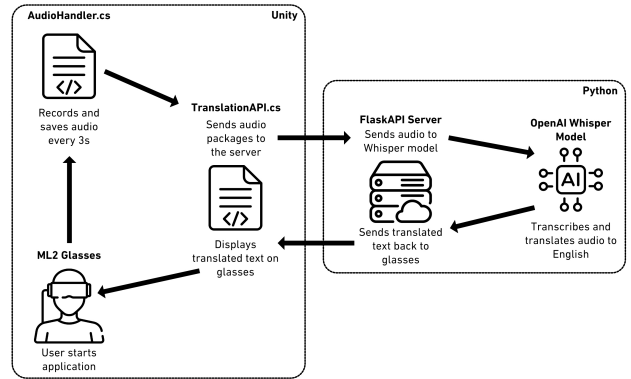 AudioHandler.cs
Unity
</>
Records and
saves audio
every 3s
TranslationAPI.cs
Sends audio
packages to
the server
</>
Displays
translated text on
glasses
ML2 Glasses
User starts
application
Python
FlaskAPI Server
Sends audio to
Whisper model
Sends translated
text back to
glasses
OpenAI Whisper
Model
AI
Transcribes and
translates audio to
English